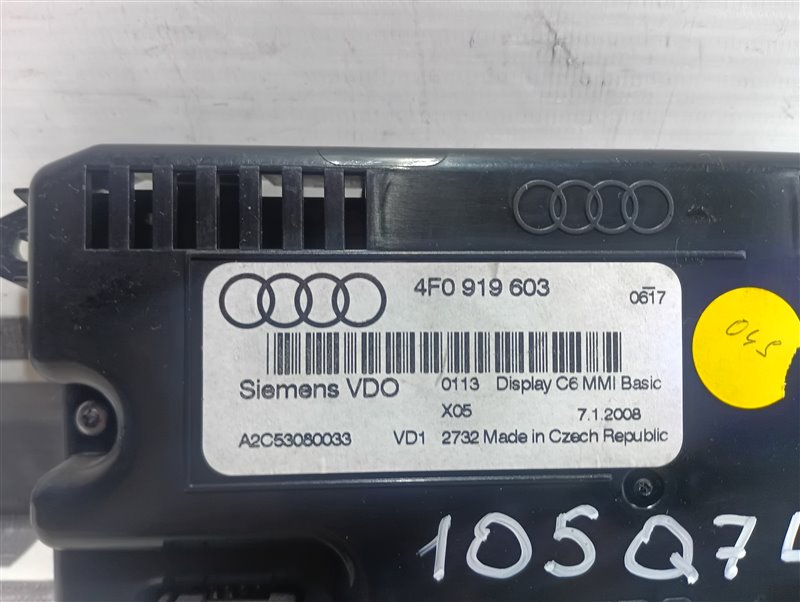 4F0 919 603
0617
Siemens VDO 0113 Display C6 MMI Basic
X05 7.1.2008
A2C53080033 VD1 2732 Made in Czech Republic
045
105Q7